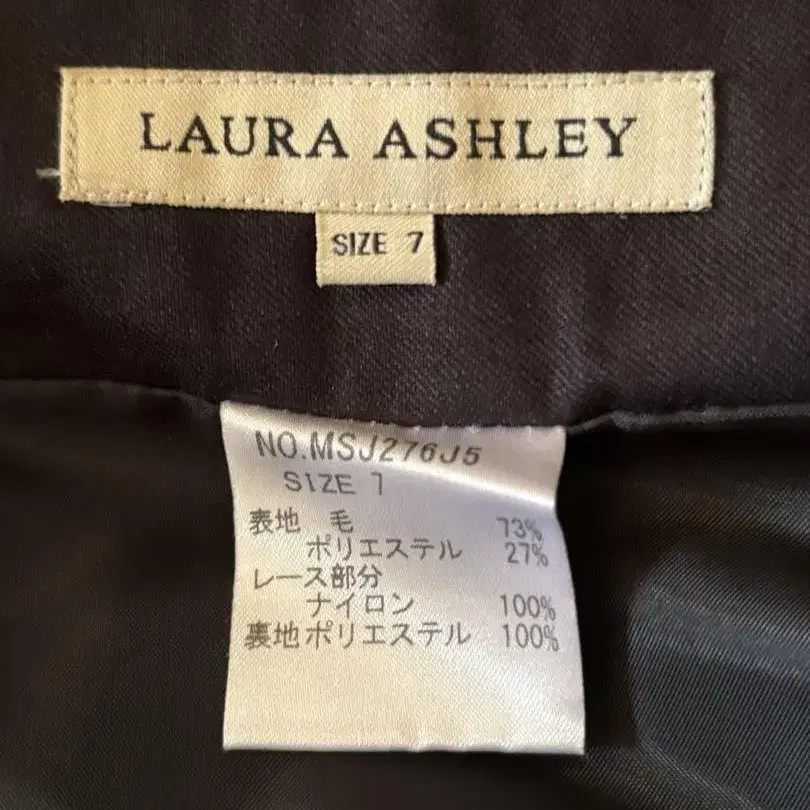 LAURA ASHLEY
SIZE 7
NO.MSJ276J5
SIZE 7
表地 毛 73%
ポリエステル 27%
レース部分
ナイロン 100%
裏地ポリエステル 100%